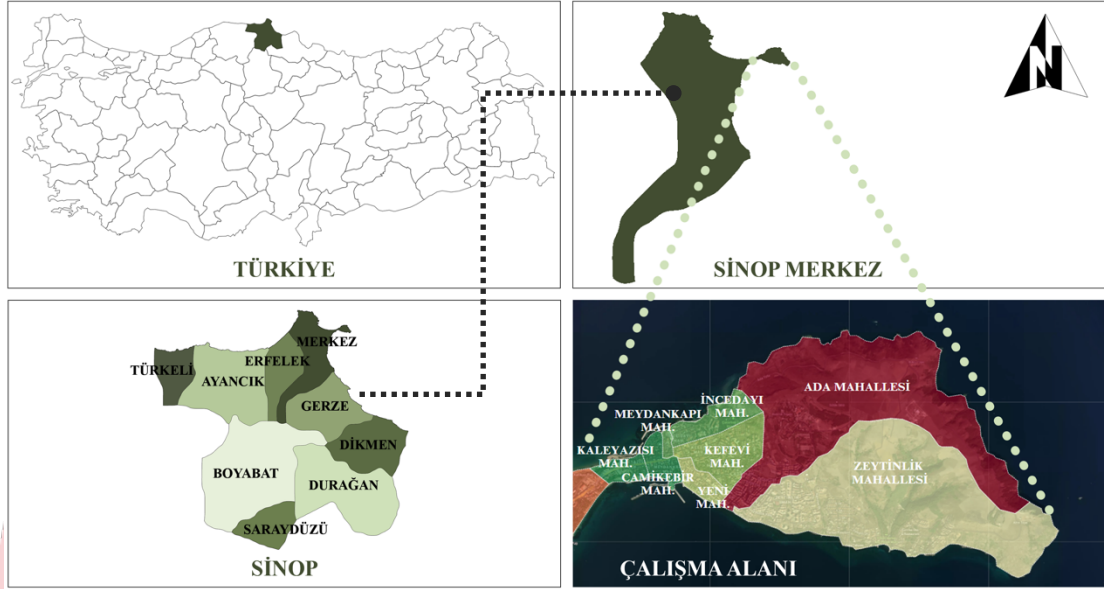 N
TÜRKİYE
SİNOP MERKEZ
MERKEZ
ERFELEK
TÜRKELİ
AYANCIK
GERZE
DİKMEN
BOYABAT
DURAĞAN
SARAYDÜZÜ
SİNOP
ADA MAHALLESİ
İNCEDAYI
MAH.
MEYDANKAPI
MAH.
KALEYAZISI
MAH.
KEFEVİ
MAH.
ZEYTİNLİK
MAHALLESİ
CAMİKEBİR
MAH.
YENİ
MAH.
ÇALIŞMA ALANI